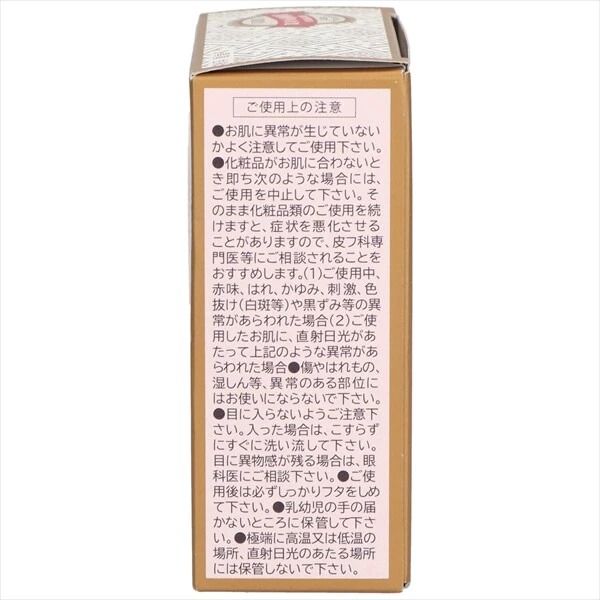 ご使用上の注意
●お肌に異常が生じていない
かよく注意してご使用下さい。
●化粧品がお肌に合わないと
き即ち次のような場合には、
ご使用を中止して下さい。そ
のまま化粧品類のご使用を続
けますと、症状を悪化させる
ことがありますので、皮フ科専
門医等にご相談されることを
おすすめします。(1)ご使用中、
赤味、はれ、かゆみ、刺激、色
抜け(白斑等)や黒ずみ等の異
常があらわれた場合(2)ご使
用したお肌に、直射日光があ
たって上記のような異常があ
らわれた場合●傷やはれもの、
湿しん等、異常のある部位に
はお使いにならないで下さい。
●目に入らないようご注意下
さい。入った場合は、こすらず
にすぐに洗い流して下さい。
目に異物感が残る場合は、眼
科医にご相談下さい。●ご使
用後は必ずしっかりフタをしめ
て下さい。●乳幼児の手の届
かないところに保管して下さ
い。●極端に高温又は低温の
場所、直射日光のあたる場所
には保管しないで下さい。